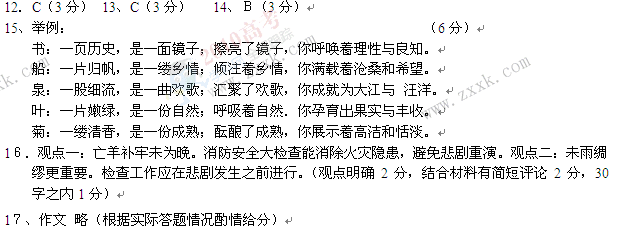 12. C（3分） 13、C（3分） 14、B（3分）
15、举例： （6分）
书：一页历史，是一面镜子；擦亮了镜子，你呼唤着理性与良知。
船：一片归帆，是一缕乡情；倾注着乡情，你满载着沧桑和希望。
泉：一股细流，是一曲欢歌；汇聚了欢歌，你成就为大江与 汪洋。
叶：一片嫩绿，是一份自然；呼吸着自然．你孕育出果实与丰收。
菊：一缕清香，是一份成熟；酝酿了成熟，你展示着高洁和恬淡。
16．观点一：亡羊补牢未为晚。消防安全大检查能消除火灾隐患，避免悲剧重演。观点二：未雨绸
缪更重要。检查工作应在悲剧发生之前进行。（观点明确 2 分，结合材料有简短评论 2 分，30
字之内1分）
17、作文 略（根据实际答题情况酌情给分）
www.zxxk.com
www.zxxk.com